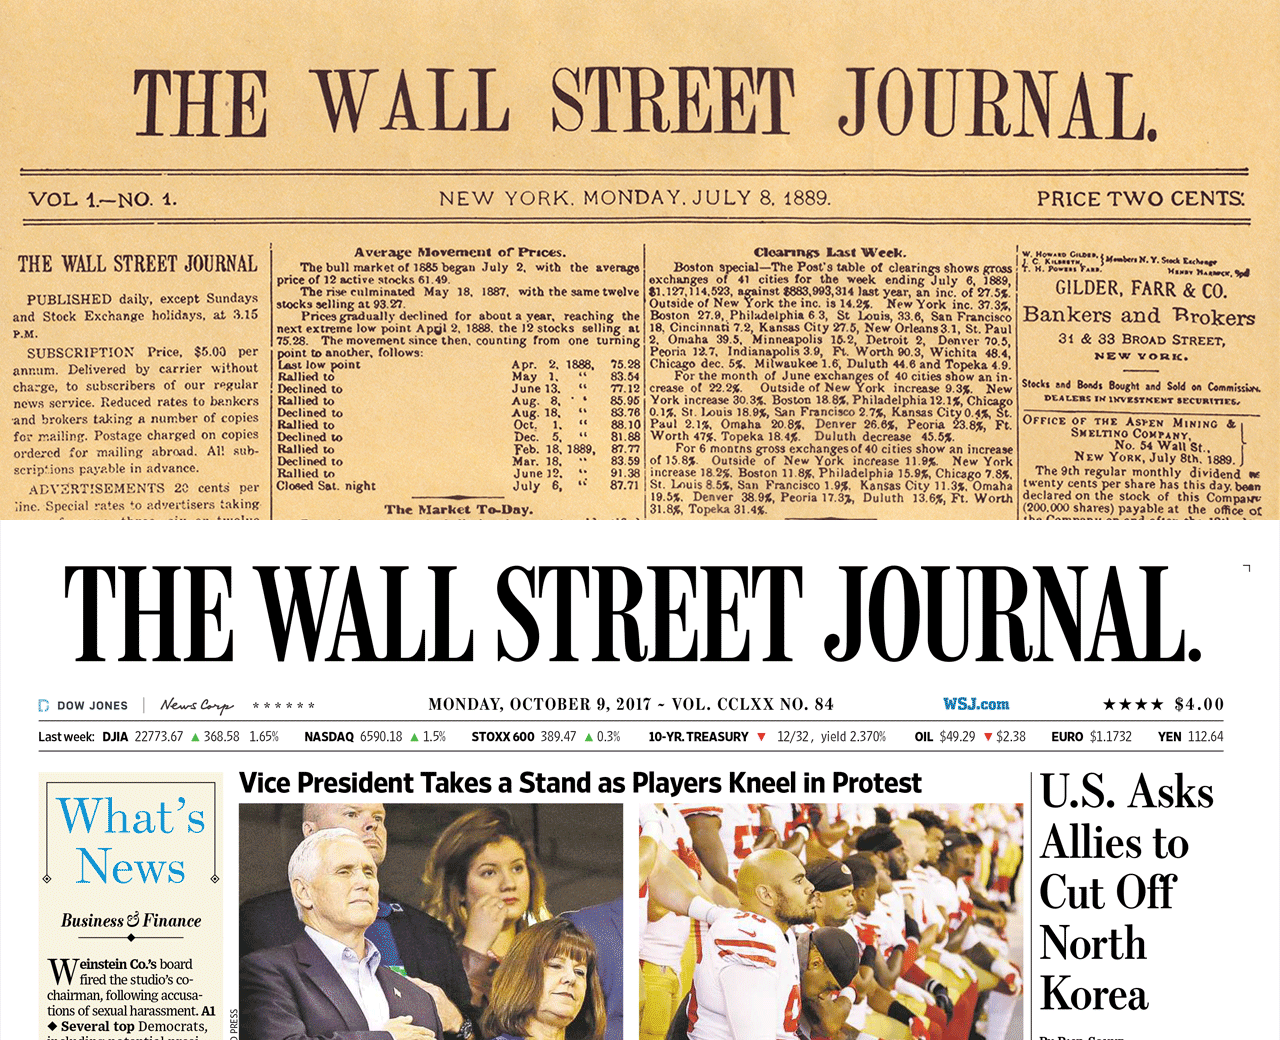 THE WALL STREET JOURNAL.
VOL 1.—NO. 1.
NEW YORK, MONDAY, JULY 8, 1889.
PRICE TWO CENTS.
THE WALL STREET JOURNAL
PUBLISHED daily, except Sundays
and Stock Exchange holidays, at 3.15
P.M.
SUBSCRIPTION Price, $5.00 per
annum. Delivered by carrier without
charge, to subscribers of our regular
news service. Reduced rates to bankers
and brokers taking a number of copies
for mailing. Postage charged on copies
ordered for mailing abroad. All sub-
scriptions payable in advance.
ADVERTISEMENTS 20 cents per
line. Special rates to advertisers taking
Average Movement of Prices.
The bull market of 1885 began July 2, with the average
price of 12 active stocks 61.49.
The rise culminated May 18, 1887, with the same twelve
stocks selling at 93.27.
Prices gradually declined for about a year, reaching the
next extreme low point April 2, 1888, the 12 stocks selling at
75.28. The movement since then, counting from one turning
point to another, follows:
Last low point Apr. 2, 1888, 75.28
Rallied to May 1, “ 83.54
Declined to June 13, “ 77.12
Rallied to Aug. 8, “ 85.95
Declined to Aug. 18, “ 83.76
Rallied to Oct. 1, “ 88.10
Declined to Dec. 5, “ 81.88
Rallied to Feb. 18, 1889, 87.77
Declined to Mar. 18, “ 83.59
Rallied to June 12, “ 91.38
Closed Sat. night July 6, “ 87.71
The Market To-Day.
Clearings Last Week.
Boston special—The Post's table of clearings shows gross
exchanges of 41 cities for the week ending July 6, 1889,
$1,127,114,523, against $883,993,314 last year, an inc. of 27.5%.
Outside of New York the inc. is 14.2%. New York inc. 37.3%,
Boston 27.9, Philadelphia 6 3, St Louis, 33.6, San Francisco
18, Cincinnati 7.2, Kansas City 27.5, New Orleans 3.1, St. Paul
2, Omaha 39.5, Minneapolis 15.2, Detroit 2, Denver 70.5,
Peoria 12.7, Indianapolis 3.9, Ft. Worth 90.3, Wichita 48.4,
Chicago dec. 5%, Milwaukee 1.6, Duluth 44.6 and Topeka 4.9.
For the month of June exchanges of 40 cities show an in-
crease of 22.2%. Outside of New York increase 9.3%. New
York increase 30.3%. Boston 18.8%, Philadelphia 12.1%, Chicago
0.1%, St. Louis 18.9%, San Francisco 2.7%, Kansas City 0.4%, St.
Paul 2.1%, Omaha 20.8%, Denver 26.6%, Peoria 23.8%, Ft.
Worth 47%, Topeka 18.4%. Duluth decrease 45.5%.
For 6 months gross exchanges of 40 cities show an increase
of 15.8%. Outside of New York increase 11.9%. New York
increase 18.2%. Boston 11.8%, Philadelphia 15.9%, Chicago 7.8%,
St. Louis 8.5%, San Francisco 1.9%, Kansas City 11.3%, Omaha
19.5%, Denver 38.9%, Peoria 17.3%, Duluth 13.6%, Ft. Worth
31.8%, Topeka 31.4%.
W. HOWARD GILDER,
J. C. KILBRETH,
T. H. POWERS FARR.
Members N. Y. Stock Exchange
GILDER, FARR & CO.
Bankers and Brokers
31 & 33 BROAD STREET,
NEW YORK.
Stocks and Bonds Bought and Sold on Commission.
DEALERS IN INVESTMENT SECURITIES.
OFFICE OF THE ASPEN MINING &
SMELTING COMPANY,
No. 54 Wall St.,
NEW YORK, July 8th. 1889.
The 9th regular monthly dividend
twenty cents per share has this day been
declared on the stock of this Company
(200,000 shares) payable at the office of
THE WALL STREET JOURNAL.
DOW JONES | News Corp ******
MONDAY, OCTOBER 9, 2017 ~ VOL. CCLXX NO. 84
WSJ.com
★★★★ $4.00
Last week: DJIA 22773.67 ▲ 368.58 1.65% NASDAQ 6590.18 ▲ 1.5% STOXX 600 389.47 ▲ 0.3% 10-YR. TREASURY ▼ 12/32, yield 2.370% OIL $49.29 ▼ $2.38 EURO $1.1732 YEN 112.64
What's
News
Business & Finance
Weinstein Co.'s board
fired the studio's co-
chairman, following accusa-
tions of sexual harassment. A1
◆ Several top Democrats,
Vice President Takes a Stand as Players Kneel in Protest
U.S. Asks
Allies to
Cut Off
North
Korea